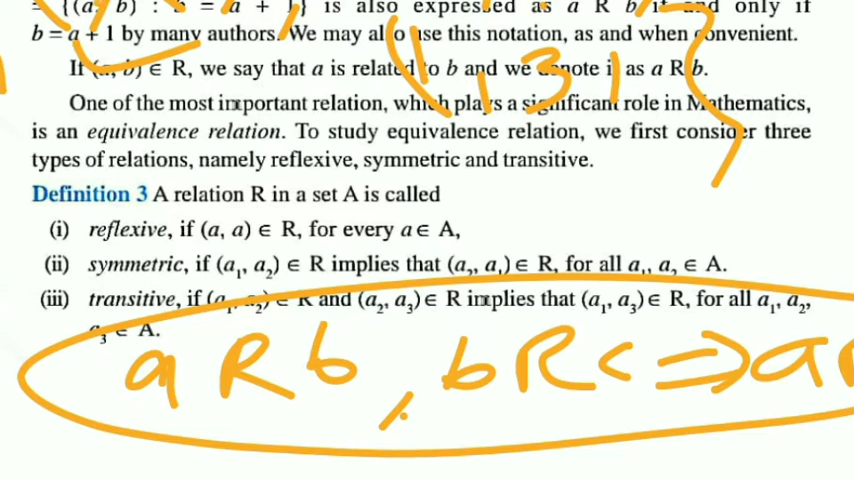 = {(a, b) : b = a + 1} is also expressed as a R b if and only if
b = a + 1 by many authors. We may also use this notation, as and when convenient.
If (a, b) ∈ R, we say that a is related to b and we denote it as a R b.
One of the most important relation, which plays a significant role in Mathematics,
is an equivalence relation. To study equivalence relation, we first consider three
types of relations, namely reflexive, symmetric and transitive.
Definition 3 A relation R in a set A is called
(i) reflexive, if (a, a) ∈ R, for every a ∈ A,
(ii) symmetric, if (a₁, a₂) ∈ R implies that (a₂, a₁) ∈ R, for all a₁, a₂ ∈ A.
(iii) transitive, if (a₁, a₂) ∈ R and (a₂, a₃) ∈ R implies that (a₁, a₃) ∈ R, for all a₁, a₂,
a₃ ∈ A.
(1, 3)
a R b, b R c ⇒ a